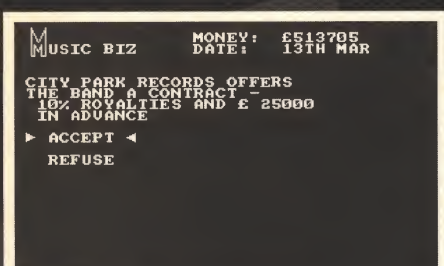 MUSIC BIZ
MONEY: £513705
DATE: 13TH MAR
CITY PARK RECORDS OFFERS
THE BAND A CONTRACT -
10% ROYALTIES AND £ 25000
IN ADVANCE
► ACCEPT ◄
REFUSE